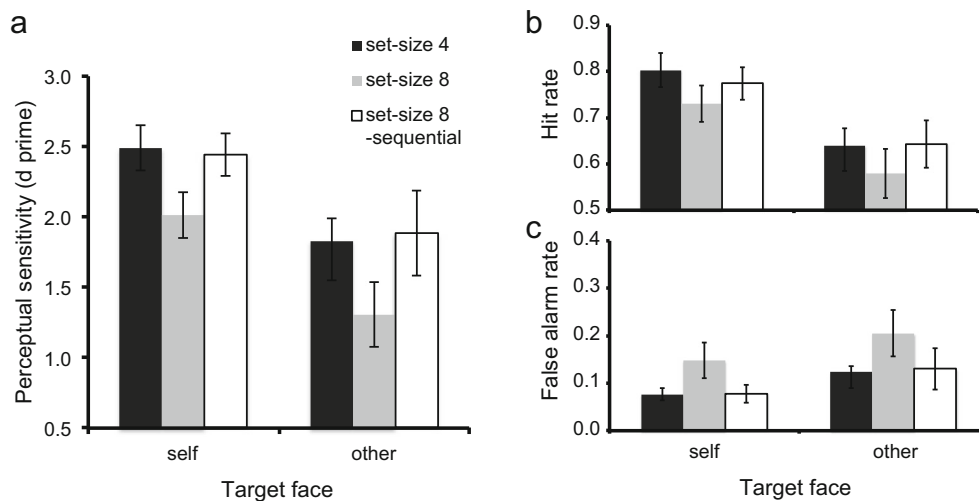 a
set-size 4
set-size 8
set-size 8
-sequential
Perceptual sensitivity (d prime)
3.0
2.5
2.0
1.5
1.0
0.5
self
other
Target face
b
Hit rate
0.9
0.8
0.7
0.6
0.5
c
False alarm rate
0.4
0.3
0.2
0.1
0.0
self
other
Target face